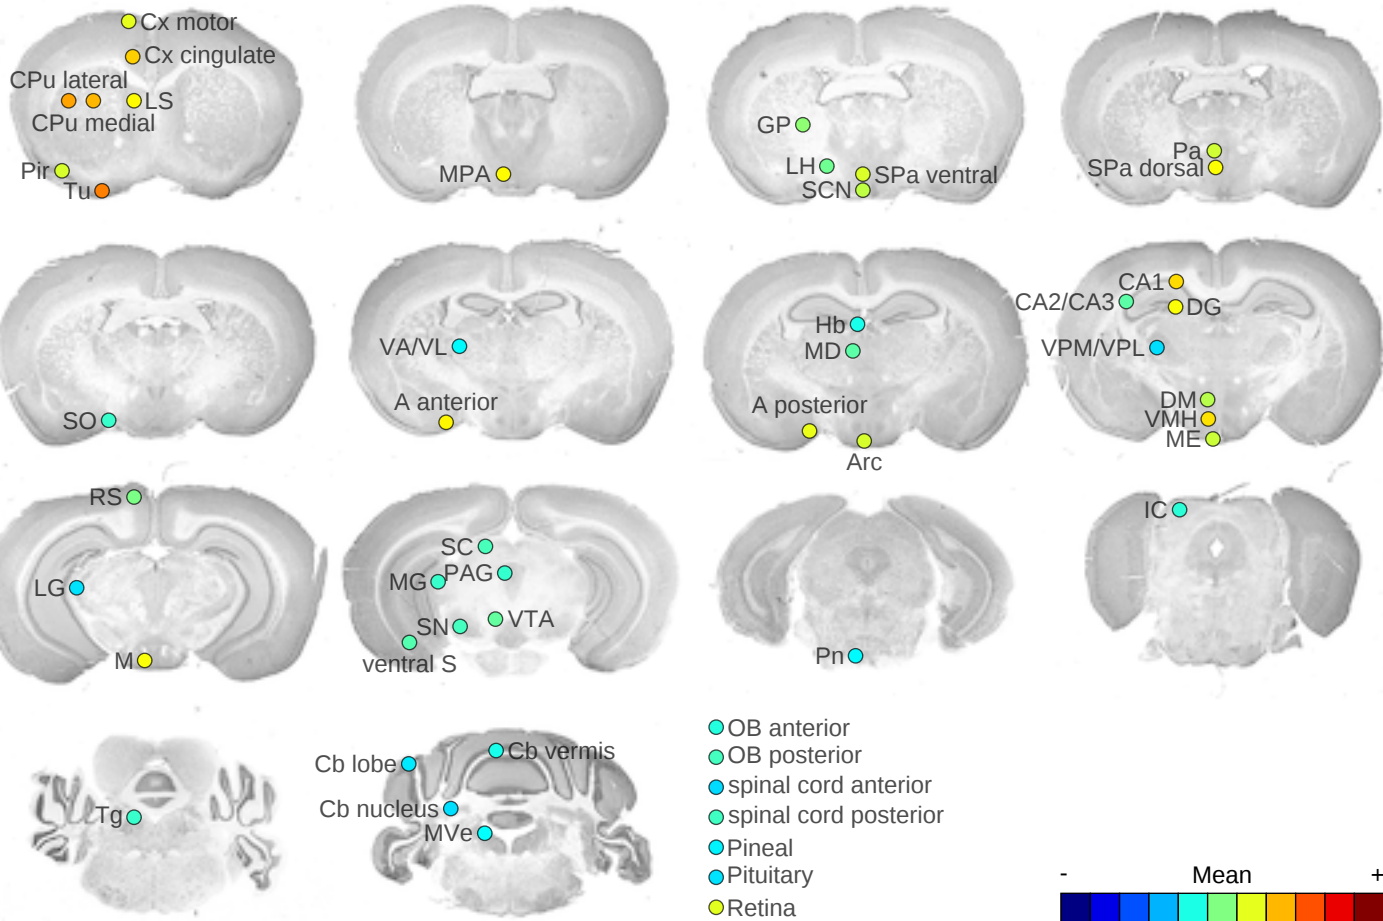 Cx motor
Cx cingulate
CPu lateral
LS
CPu medial
Pir
Tu
MPA
GP
LH
SPa ventral
SCN
Pa
SPa dorsal
SO
VA/VL
A anterior
Hb
MD
A posterior
Arc
CA1
CA2/CA3
DG
VPM/VPL
DM
VMH
ME
RS
LG
M
SC
PAG
MG
VTA
SN
ventral S
Pn
IC
Tg
Cb vermis
Cb lobe
Cb nucleus
MVe
OB anterior
OB posterior
spinal cord anterior
spinal cord posterior
Pineal
Pituitary
Retina
- Mean +